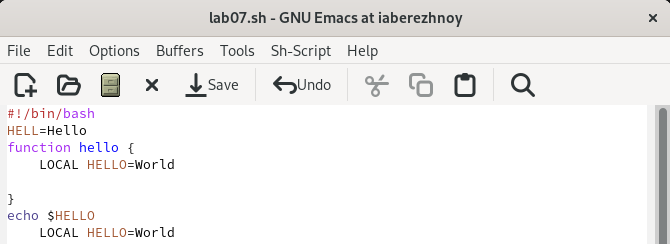 lab07.sh - GNU Emacs at iaberezhnoy
File Edit Options Buffers Tools Sh-Script Help
Save Undo
#!/bin/bash
HELL=Hello
function hello {
    LOCAL HELLO=World
}
echo $HELLO
    LOCAL HELLO=World